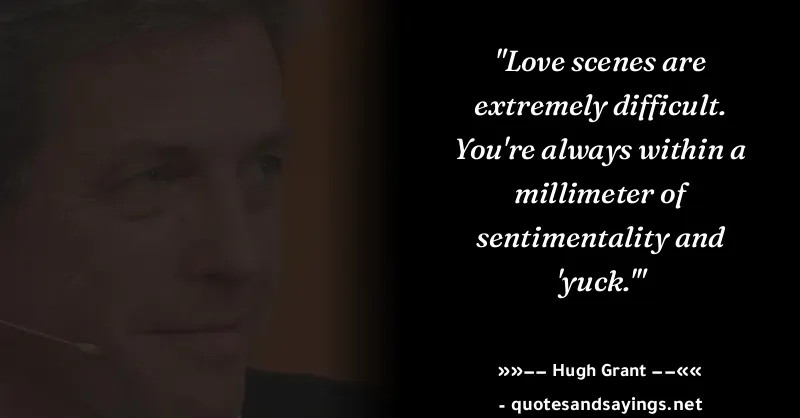 "Love scenes are
extremely difficult.
You're always within a
millimeter of
sentimentality and
'yuck.'"
»»−− Hugh Grant −−««
- quotesandsayings.net